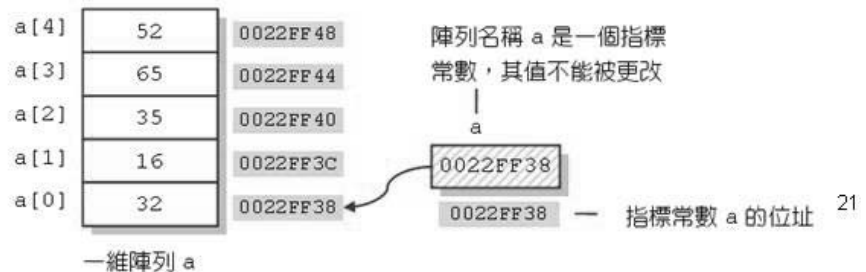 a[4] 52 0022FF48
a[3] 65 0022FF44
a[2] 35 0022FF40
a[1] 16 0022FF3C
a[0] 32 0022FF38
一維陣列 a
陣列名稱 a 是一個指標
常數，其值不能被更改
a
0022FF38
0022FF38 — 指標常數 a 的位址
21